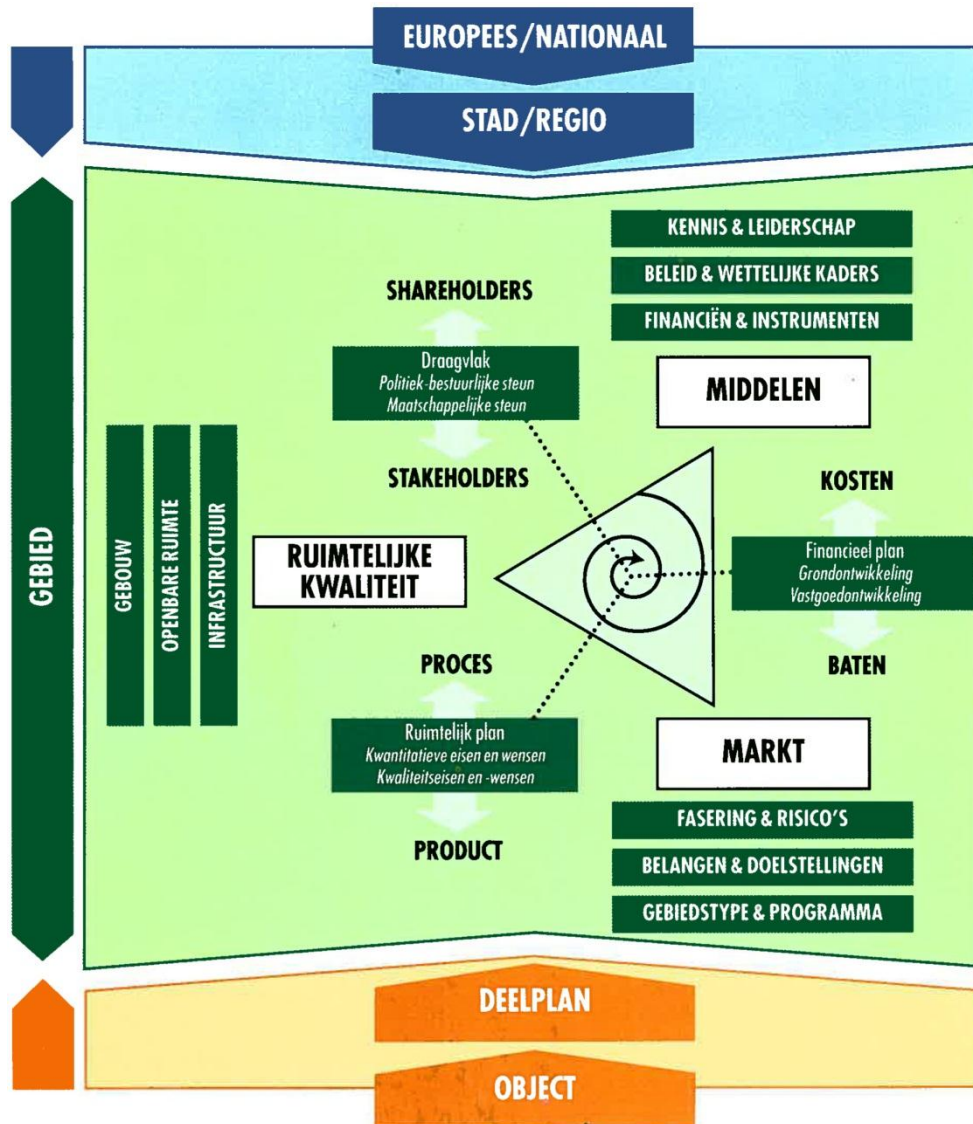 EUROPEES/NATIONAAL
STAD/REGIO
KENNIS & LEIDERSCHAP
BELEID & WETTELIJKE KADERS
FINANCIËN & INSTRUMENTEN
SHAREHOLDERS
Draagvlak
Politiek-bestuurlijke steun
Maatschappelijke steun
STAKEHOLDERS
MIDDELEN
KOSTEN
Financieel plan
Grondontwikkeling
Vastgoedontwikkeling
BATEN
GEBIED
GEBOUW
OPENBARE RUIMTE
INFRASTRUCTUUR
RUIMTELIJKE
KWALITEIT
PROCES
Ruimtelijk plan
Kwantitatieve eisen en wensen
Kwaliteitseisen en -wensen
PRODUCT
MARKT
FASERING & RISICO'S
BELANGEN & DOELSTELLINGEN
GEBIEDSTYPE & PROGRAMMA
DEELPLAN
OBJECT